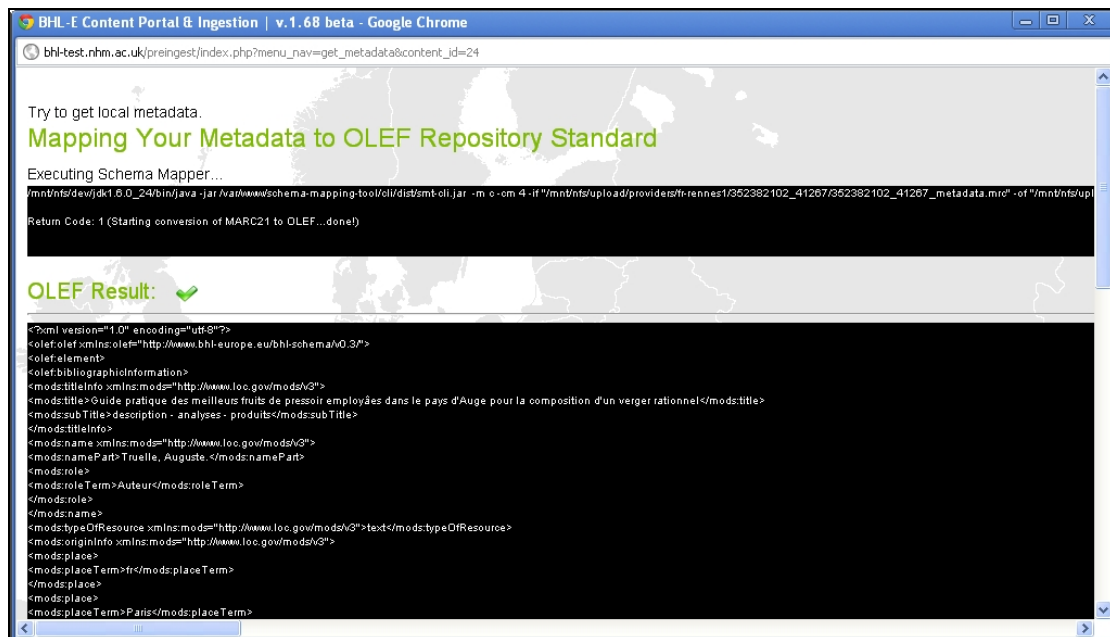 BHL-E Content Portal & Ingestion | v.1.68 beta - Google Chrome
bhl-test.nhm.ac.uk/preingest/index.php?menu_nav=get_metadata&content_id=24
Try to get local metadata.
Mapping Your Metadata to OLEF Repository Standard
Executing Schema Mapper...
/mnt/nfs/dev/jdk1.6.0_24/bin/java -jar /var/www/schema-mapping-tool/cli/dist/smt-cli.jar -m c -cm 4 -if "/mnt/nfs/upload/providers/fr-rennes1/352382102_41267/352382102_41267_metadata.mrc" -of "/mnt/nfs/upl
Return Code: 1 (Starting conversion of MARC21 to OLEF...done!)
OLEF Result:
<?xml version="1.0" encoding="utf-8"?>
<olef:olef xmlns:olef="http://www.bhl-europe.eu/bhl-schema/v0.3/">
<olef:element>
<olef:bibliographicInformation>
<mods:titleInfo xmlns:mods="http://www.loc.gov/mods/v3">
<mods:title>Guide pratique des meilleurs fruits de pressoir employâes dans le pays d'Auge pour la composition d'un verger rationnel</mods:title>
<mods:subTitle>description - analyses - produits</mods:subTitle>
</mods:titleInfo>
<mods:name xmlns:mods="http://www.loc.gov/mods/v3">
<mods:namePart>Truelle, Auguste.</mods:namePart>
<mods:role>
<mods:roleTerm>Auteur</mods:roleTerm>
</mods:role>
</mods:name>
<mods:typeOfResource xmlns:mods="http://www.loc.gov/mods/v3">text</mods:typeOfResource>
<mods:originInfo xmlns:mods="http://www.loc.gov/mods/v3">
<mods:place>
<mods:placeTerm>fr</mods:placeTerm>
</mods:place>
<mods:place>
<mods:placeTerm>Paris</mods:placeTerm>